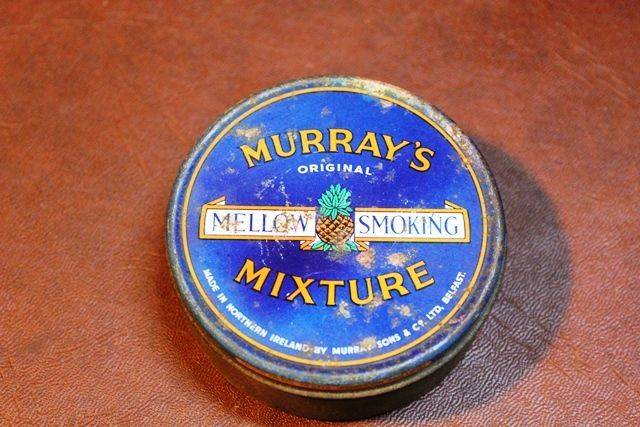 MURRAY'S
ORIGINAL
MELLOW SMOKING
MIXTURE
MADE IN NORTHERN IRELAND BY MURRAY SONS & Co. LTD, BELFAST.